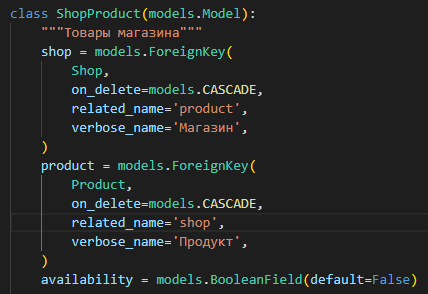 class ShopProduct(models.Model):
    """Товары магазина"""
    shop = models.ForeignKey(
        Shop,
        on_delete=models.CASCADE,
        related_name='product',
        verbose_name='Магазин',
    )
    product = models.ForeignKey(
        Product,
        on_delete=models.CASCADE,
        related_name='shop',
        verbose_name='Продукт',
    )
    availability = models.BooleanField(default=False)